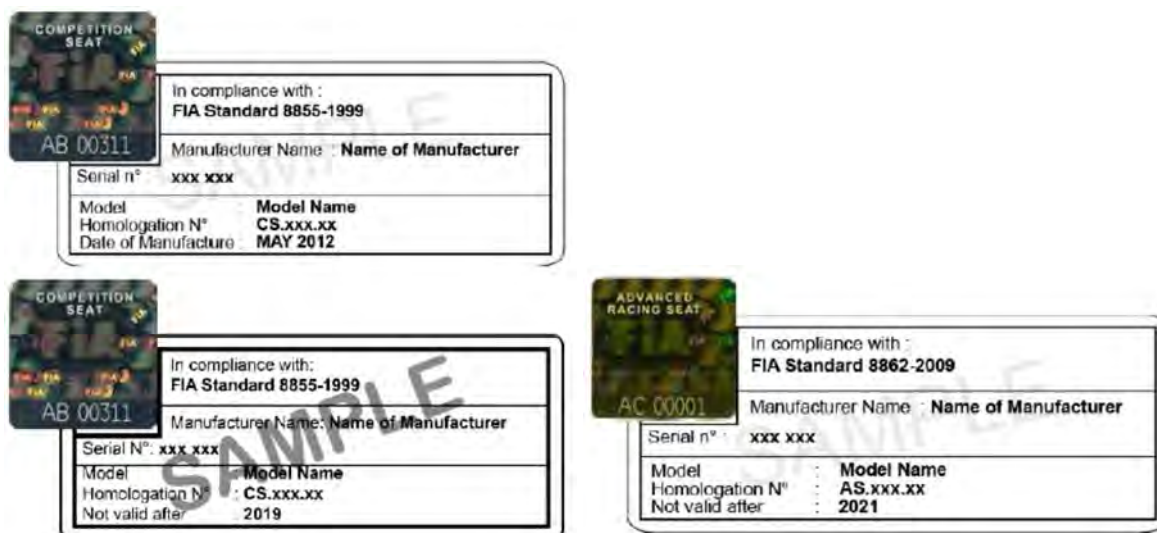 COMPETITION
SEAT
FIA
AB 00311
In compliance with :
FIA Standard 8855-1999
Manufacturer Name : Name of Manufacturer
Serial n° : xxx xxx
Model : Model Name
Homologation N° : CS.xxx.xx
Date of Manufacture : MAY 2012
SAMPLE
COMPETITION
SEAT
FIA
AB 00311
In compliance with:
FIA Standard 8855-1999
Manufacturer Name: Name of Manufacturer
Serial N°: xxx xxx
Model : Model Name
Homologation N° : CS.xxx.xx
Not valid after : 2019
SAMPLE
ADVANCED
RACING SEAT
FIA
AC 00001
In compliance with :
FIA Standard 8862-2009
Manufacturer Name : Name of Manufacturer
Serial n° : xxx xxx
Model : Model Name
Homologation N° : AS.xxx.xx
Not valid after : 2021
SAMPLE